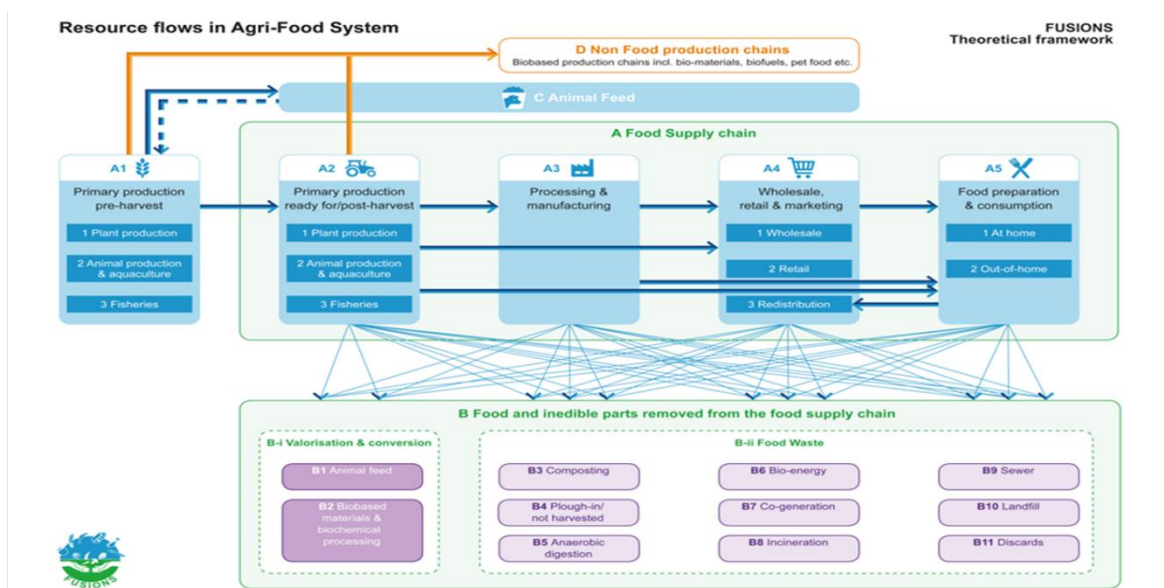 Resource flows in Agri-Food System
FUSIONS
Theoretical framework
D Non Food production chains
Biobased production chains incl. bio-materials, biofuels, pet food etc.
C Animal Feed
A Food Supply chain
A1
Primary production
pre-harvest
1 Plant production
2 Animal production
& aquaculture
3 Fisheries
A2
Primary production
ready for/post-harvest
1 Plant production
2 Animal production
& aquaculture
3 Fisheries
A3
Processing &
manufacturing
A4
Wholesale,
retail & marketing
1 Wholesale
2 Retail
3 Redistribution
A5
Food preparation
& consumption
1 At home
2 Out-of-home
B Food and inedible parts removed from the food supply chain
B-i Valorisation & conversion
B1 Animal feed
B2 Biobased
materials &
biochemical
processing
B-ii Food Waste
B3 Composting
B4 Plough-in/
not harvested
B5 Anaerobic
digestion
B6 Bio-energy
B7 Co-generation
B8 Incineration
B9 Sewer
B10 Landfill
B11 Discards
FUSIONS